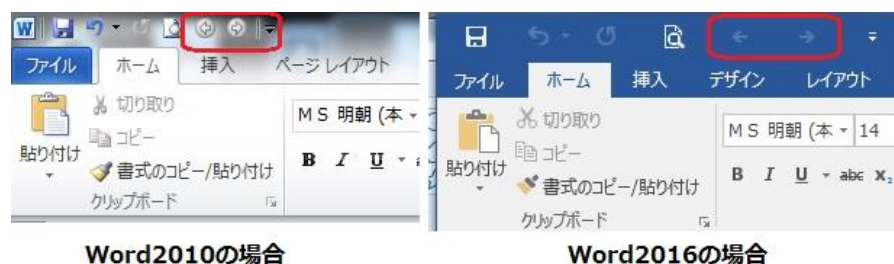 W
ファイル ホーム 挿入 ページ レイアウト
切り取り
コピー
貼り付け
書式のコピー/貼り付け
クリップボード
ＭＳ 明朝 (本
B I U
Word2010の場合
ファイル ホーム 挿入 デザイン レイアウト
切り取り
コピー
貼り付け
書式のコピー/貼り付け
クリップボード
ＭＳ 明朝 (本 14
B I U abc X₂
Word2016の場合